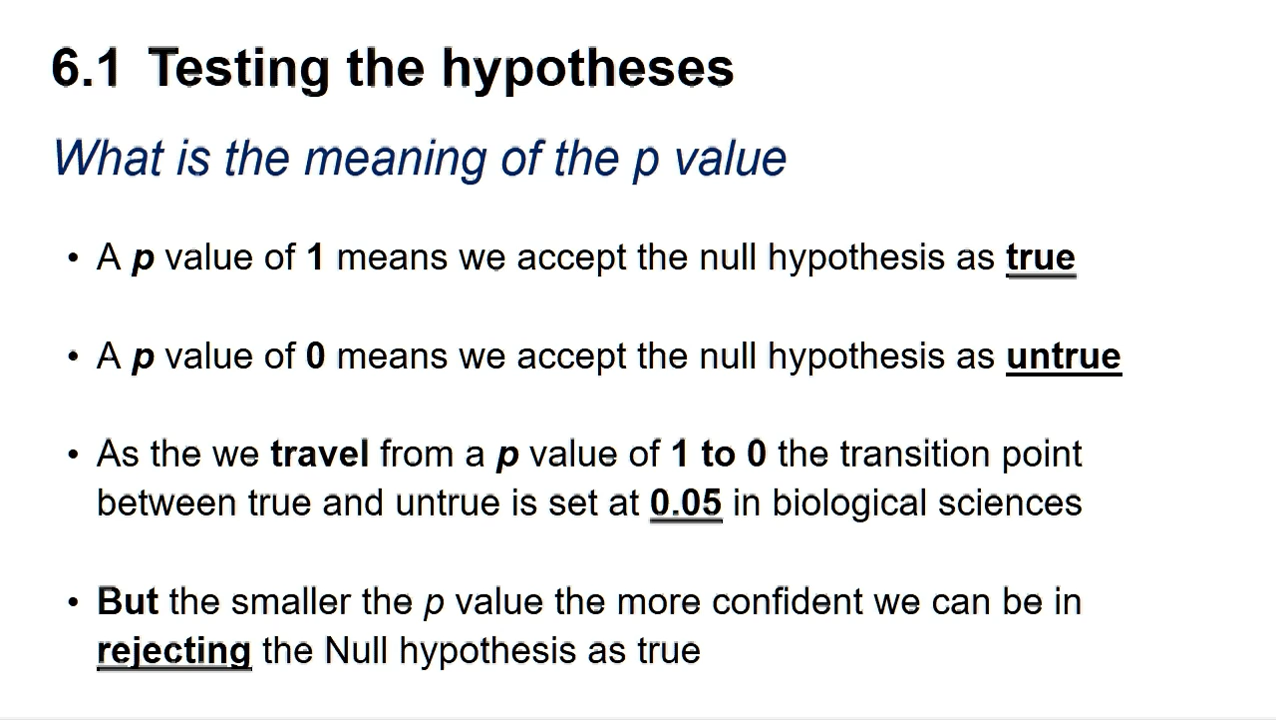 6.1 Testing the hypotheses
What is the meaning of the p value
• A p value of 1 means we accept the null hypothesis as true
• A p value of 0 means we accept the null hypothesis as untrue
• As the we travel from a p value of 1 to 0 the transition point
between true and untrue is set at 0.05 in biological sciences
• But the smaller the p value the more confident we can be in
rejecting the Null hypothesis as true